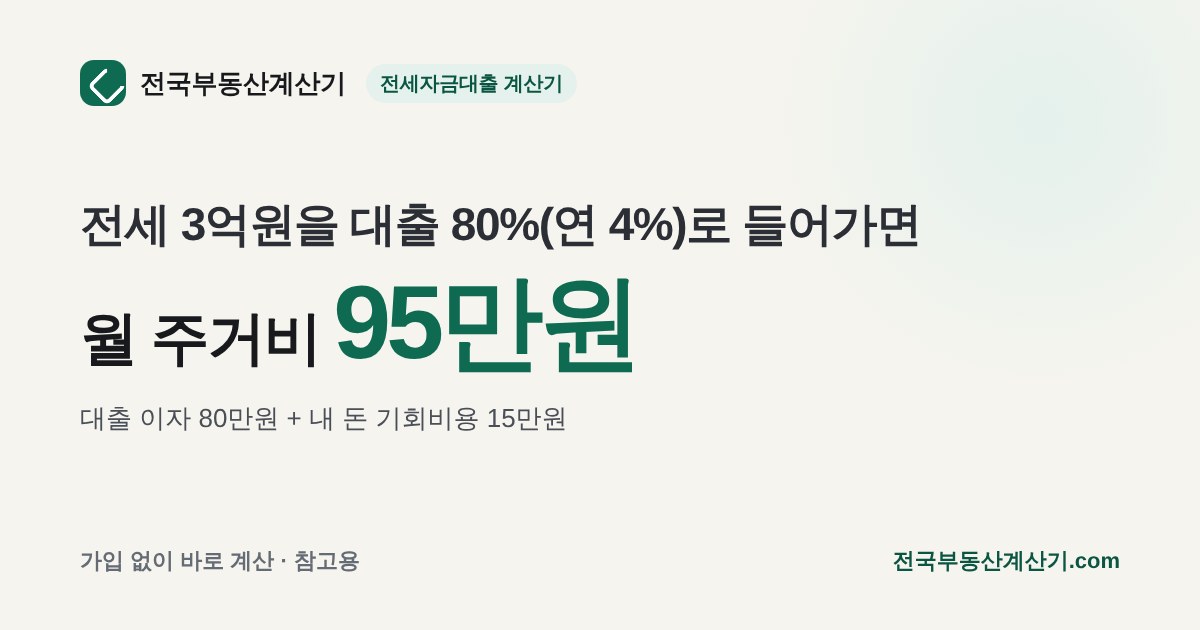 전국부동산계산기 전세자금대출 계산기
전세 3억원을 대출 80%(연 4%)로 들어가면
월 주거비 95만원
대출 이자 80만원 + 내 돈 기회비용 15만원
가입 없이 바로 계산 · 참고용
전국부동산계산기.com